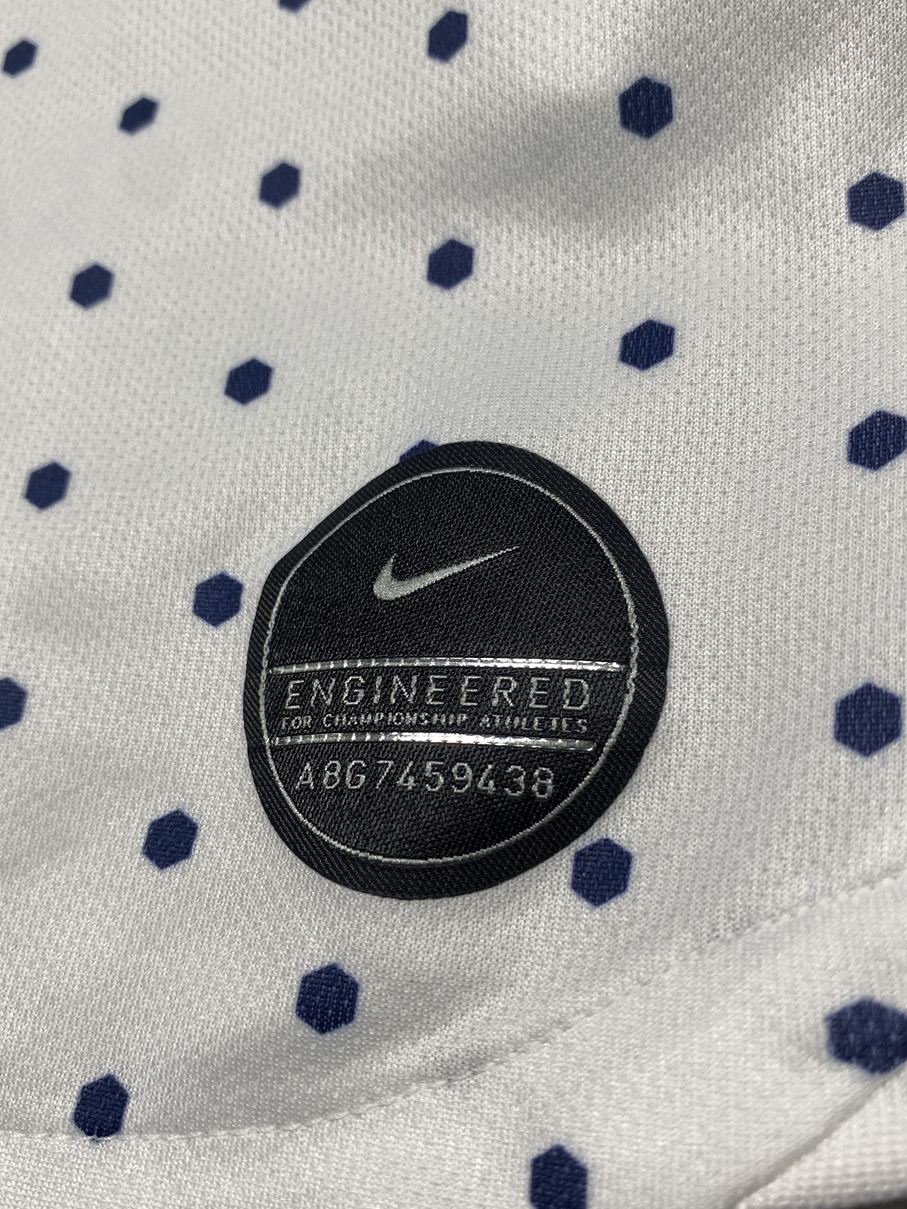 ENGINEERED
FOR CHAMPIONSHIP ATHLETES
A8G7459438